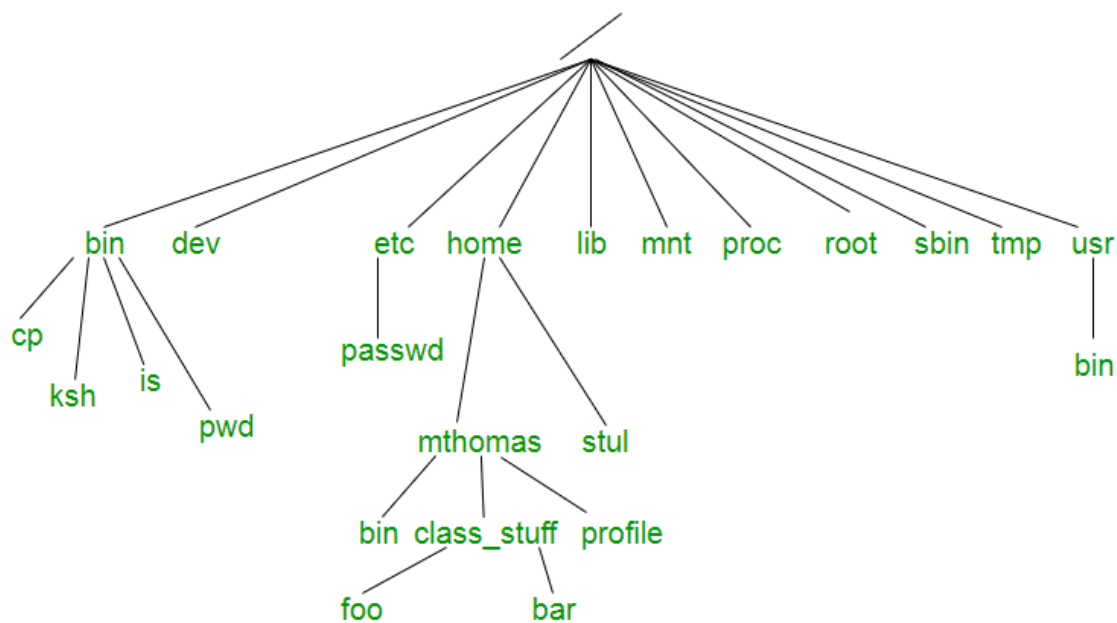 /
bin dev etc home lib mnt proc root sbin tmp usr
cp
passwd
bin
ksh
is
pwd
mthomas stul
bin class_stuff profile
foo bar